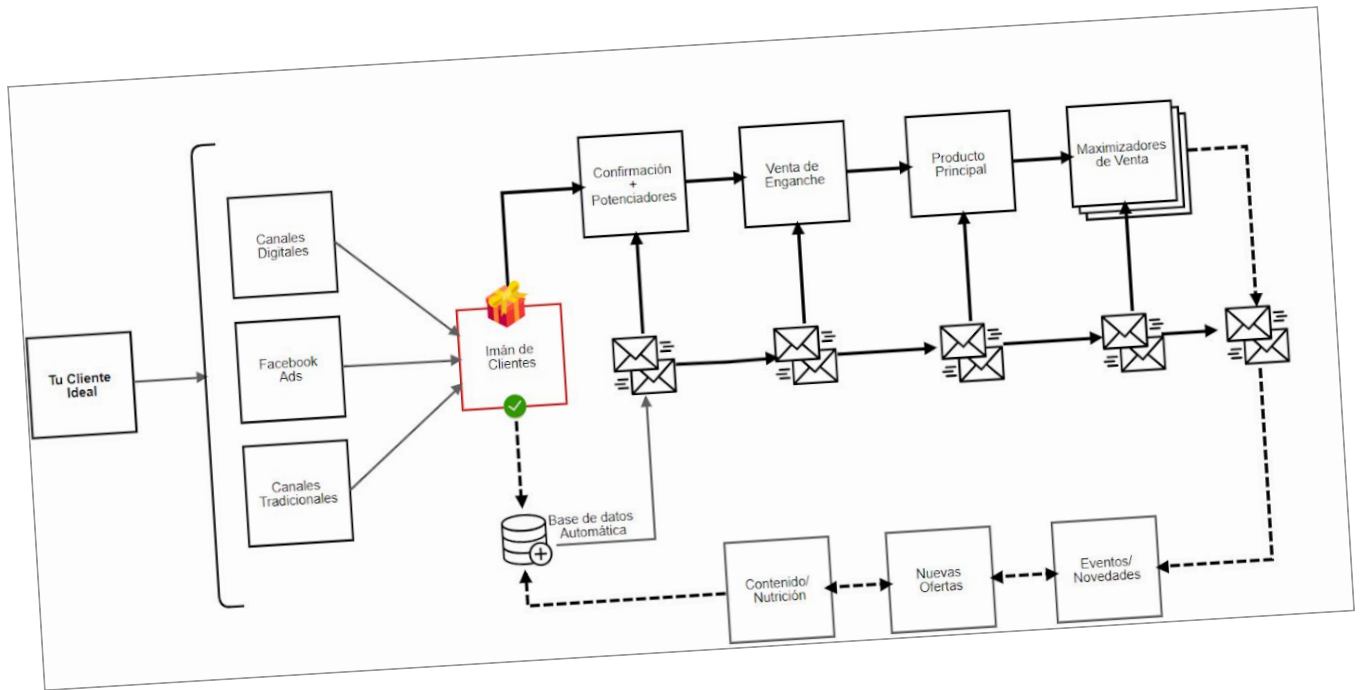 Tu Cliente
Ideal
Canales
Digitales
Facebook
Ads
Canales
Tradicionales
Imán de
Clientes
Confirmación
+
Potenciadores
Venta de
Enganche
Producto
Principal
Maximizadores
de Venta
Base de datos
Automática
Contenido/
Nutrición
Nuevas
Ofertas
Eventos/
Novedades